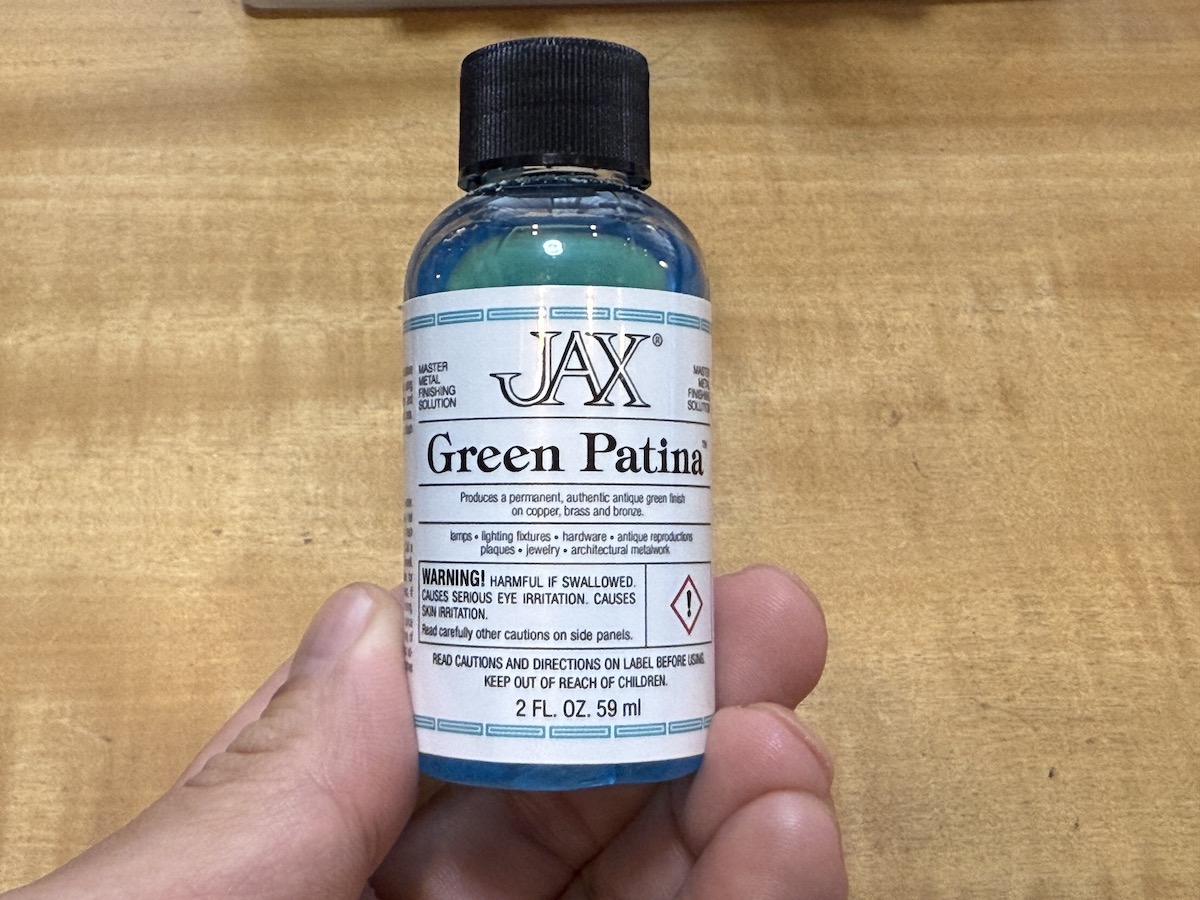 JAX®
MASTER
METAL
FINISHING
SOLUTION
MASTER
METAL
FINISHING
SOLUTION
Green Patina™
Produces a permanent, authentic antique green finish
on copper, brass and bronze.
lamps • lighting fixtures • hardware • antique reproductions
plaques • jewelry • architectural metalwork
WARNING! HARMFUL IF SWALLOWED.
CAUSES SERIOUS EYE IRRITATION. CAUSES
SKIN IRRITATION.
Read carefully other cautions on side panels.
!
READ CAUTIONS AND DIRECTIONS ON LABEL BEFORE USING.
KEEP OUT OF REACH OF CHILDREN.
2 FL. OZ. 59 ml